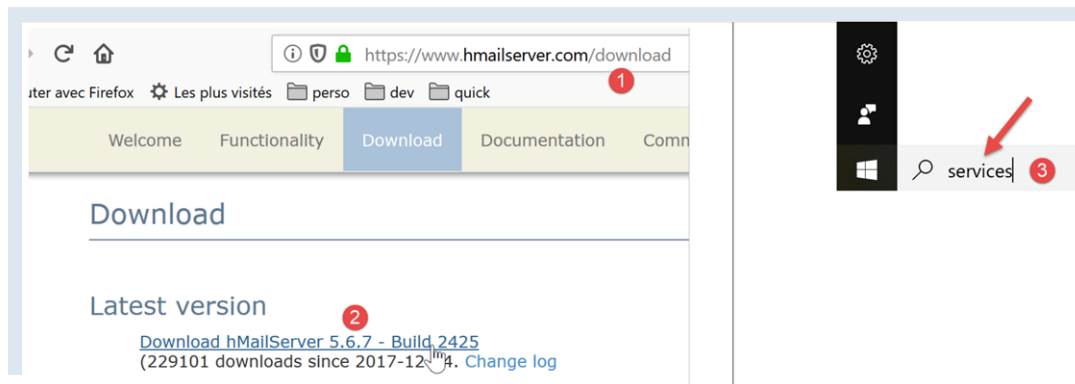 https://www.hmailserver.com/download
1
uter avec Firefox Les plus visités perso dev quick
Welcome Functionality Download Documentation Comm
Download
Latest version
2
Download hMailServer 5.6.7 - Build 2425
(229101 downloads since 2017-12- 4. Change log
services 3